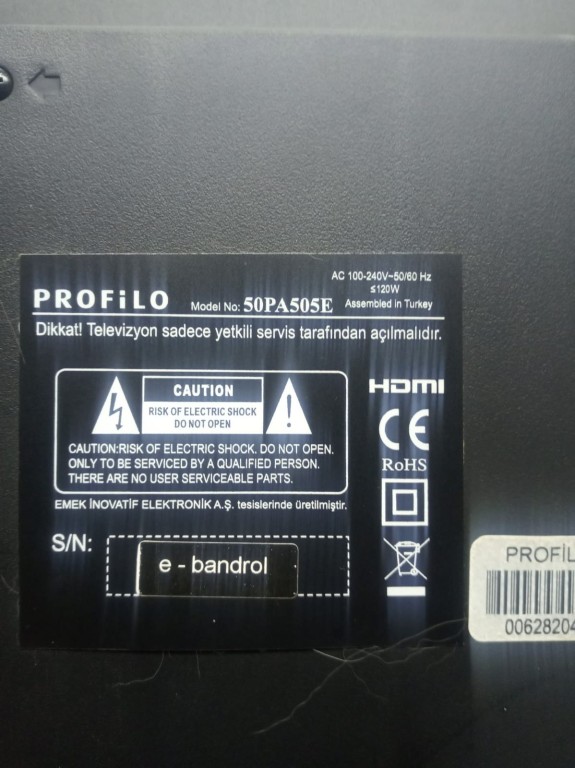 AC 100-240V~50/60 Hz
≤120W
PROFiLO Model No: 50PA505E Assembled in Turkey
Dikkat! Televizyon sadece yetkili servis tarafından açılmalıdır.
CAUTION
RISK OF ELECTRIC SHOCK
DO NOT OPEN
CAUTION:RISK OF ELECTRIC SHOCK. DO NOT OPEN.
ONLY TO BE SERVICED BY A QUALIFIED PERSON.
THERE ARE NO USER SERVICEABLE PARTS.
HDMI
CE
RoHS
EMEK İNOVATİF ELEKTRONİK A.Ş. tesislerinde üretilmiştir.
S/N:
e - bandrol
PROFİL
00628204